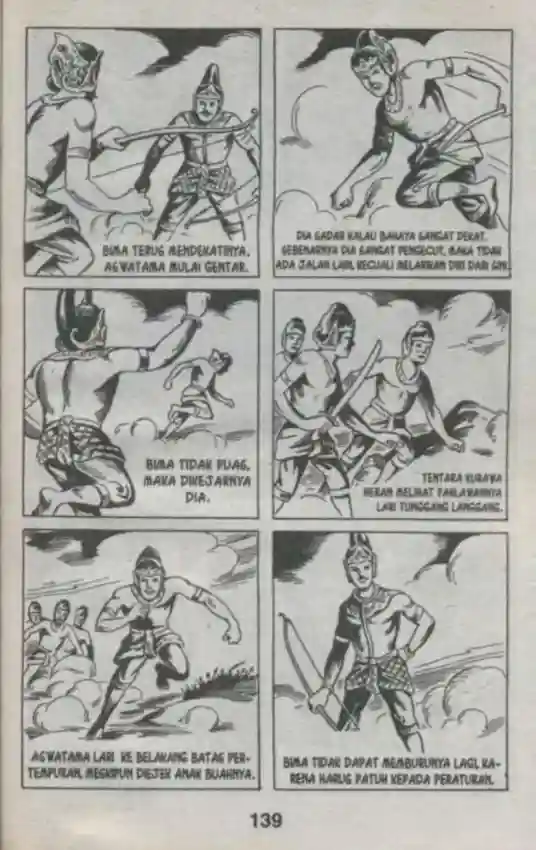 BIMA TERUS MENDEKATINYA.
ASWATAMA MULAI GENTAR.
DIA SADAR KALAU BAHAYA SANGAT DEKAT.
SEBENARNYA DIA SANGAT PENGECUT, MAKA TIDAK
ADA JALAN LAIN, KECUALI MELARIKAN DIRI DARI SINI.
BIMA TIDAK PUAS,
MAKA DIKEJARNYA
DIA.
TENTARA KURAWA
HERAN MELIHAT PAHLAWANNYA
LARI TUNGGANG LANGGANG.
ASWATAMA LARI KE BELAKANG BATAS PER-
TEMPURAN, MESKIPUN DIEJEK ANAK BUAHNYA.
BIMA TIDAK DAPAT MEMBURUNYA LAGI, KA-
RENA HARUS PATUH KEPADA PERATURAN.
139